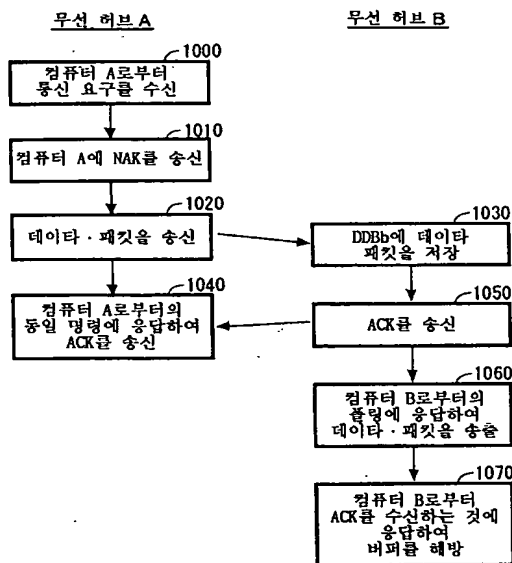 무선 허브 A
무선 허브 B
1000
컴퓨터 A로부터
통신 요구를 수신
1010
컴퓨터 A에 NAK를 송신
1020
데이타·패킷을 송신
1030
DDBb에 데이타
패킷을 저장
1040
컴퓨터 A로부터의
동일 명령에 응답하여
ACK를 송신
1050
ACK를 송신
1060
컴퓨터 B로부터의
폴링에 응답하여
데이타·패킷을 송출
1070
컴퓨터 B로부터
ACK를 수신하는 것에
응답하여
버퍼를 해방